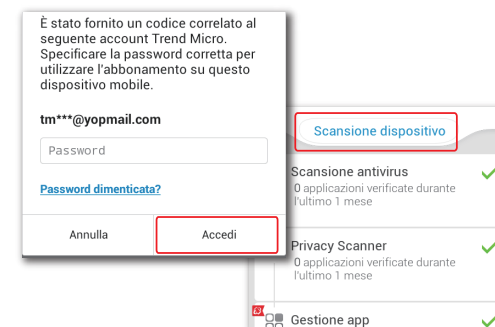 È stato fornito un codice correlato al
seguente account Trend Micro.
Specificare la password corretta per
utilizzare l'abbonamento su questo
dispositivo mobile.
tm***@yopmail.com
Password
Password dimenticata?
Annulla
Accedi
Scansione dispositivo
Scansione antivirus
0 applicazioni verificate durante
l'ultimo 1 mese
Privacy Scanner
0 applicazioni verificate durante
l'ultimo 1 mese
Gestione app